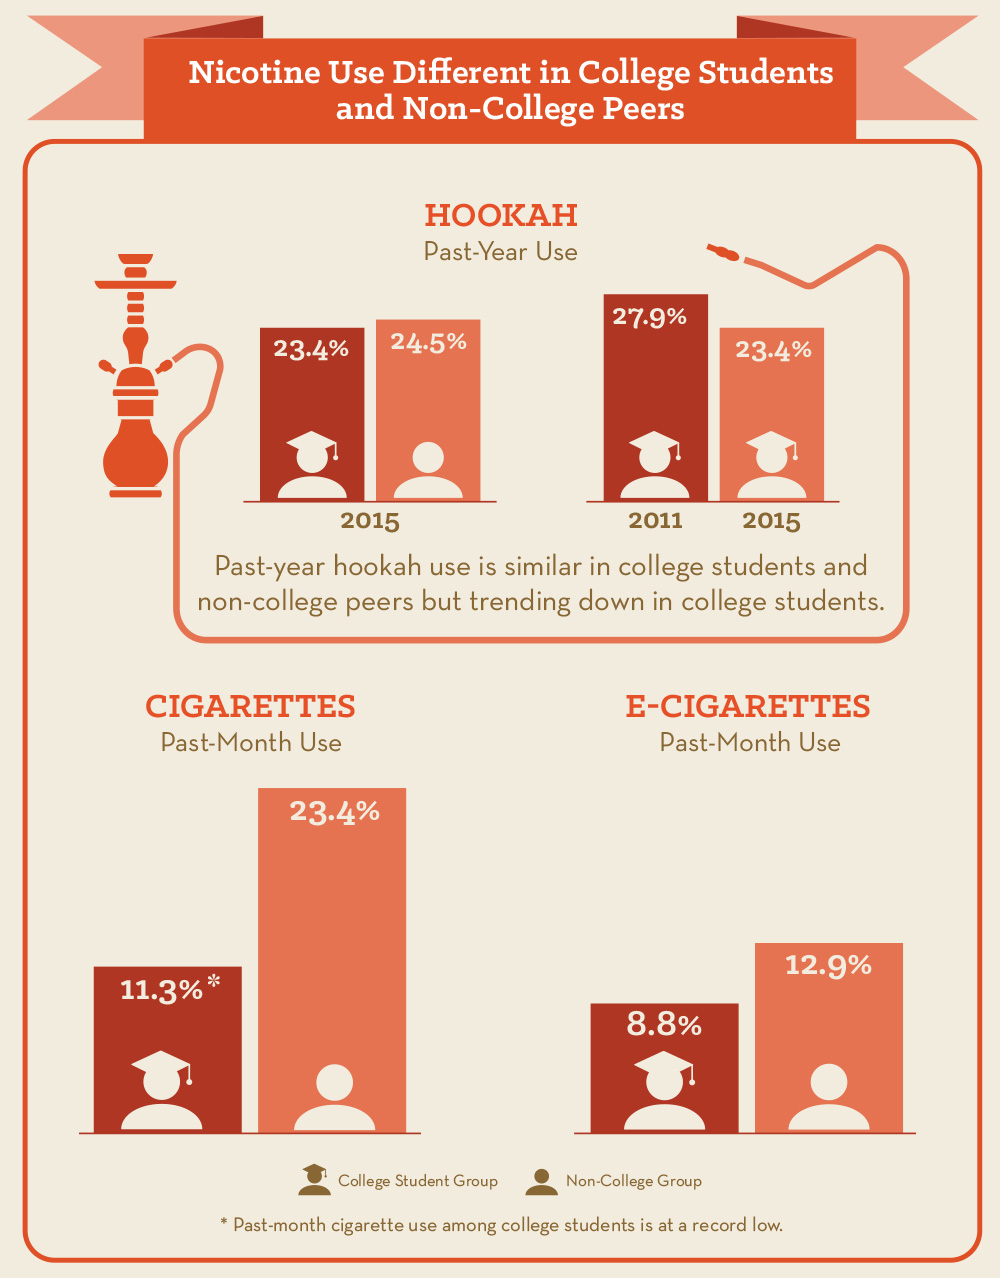 Nicotine Use Different in College Students
and Non-College Peers
HOOKAH
Past-Year Use
23.4%
24.5%
27.9%
23.4%
2015
2011
2015
Past-year hookah use is similar in college students and
non-college peers but trending down in college students.
CIGARETTES
Past-Month Use
11.3%*
23.4%
E-CIGARETTES
Past-Month Use
8.8%
12.9%
College Student Group
Non-College Group
* Past-month cigarette use among college students is at a record low.